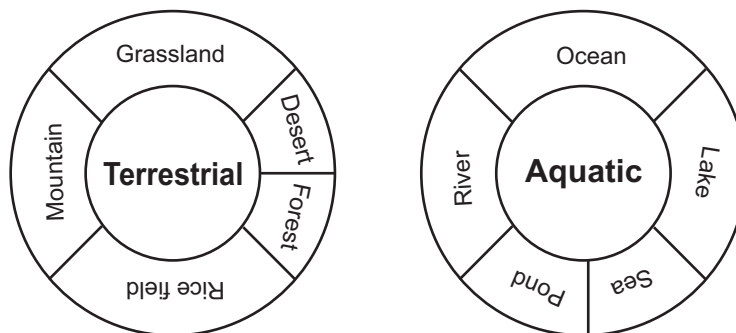 Grassland
Desert
Forest
Rice field
Mountain
Terrestrial
Ocean
Lake
Sea
Pond
River
Aquatic